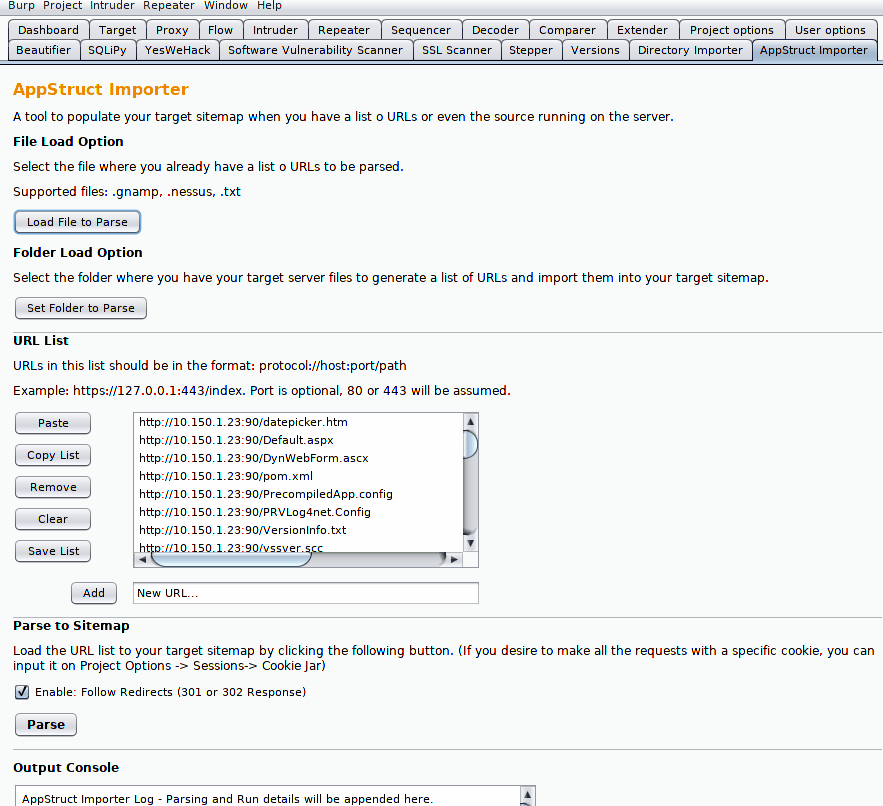 Burp Project Intruder Repeater Window Help
Dashboard Target Proxy Flow Intruder Repeater Sequencer Decoder Comparer Extender Project options User options
Beautifier SQLiPy YesWeHack Software Vulnerability Scanner SSL Scanner Stepper Versions Directory Importer AppStruct Importer
AppStruct Importer
A tool to populate your target sitemap when you have a list o URLs or even the source running on the server.
File Load Option
Select the file where you already have a list o URLs to be parsed.
Supported files: .gnamp, .nessus, .txt
Load File to Parse
Folder Load Option
Select the folder where you have your target server files to generate a list of URLs and import them into your target sitemap.
Set Folder to Parse
URL List
URLs in this list should be in the format: protocol://host:port/path
Example: https://127.0.0.1:443/index. Port is optional, 80 or 443 will be assumed.
Paste
Copy List
Remove
Clear
Save List
http://10.150.1.23:90/datepicker.htm
http://10.150.1.23:90/Default.aspx
http://10.150.1.23:90/DynWebForm.ascx
http://10.150.1.23:90/pom.xml
http://10.150.1.23:90/PrecompiledApp.config
http://10.150.1.23:90/PRVLog4net.Config
http://10.150.1.23:90/VersionInfo.txt
http://10.150.1.23:90/vssver.scc
Add New URL...
Parse to Sitemap
Load the URL list to your target sitemap by clicking the following button. (If you desire to make all the requests with a specific cookie, you can
input it on Project Options -> Sessions-> Cookie Jar)
Enable: Follow Redirects (301 or 302 Response)
Parse
Output Console
AppStruct Importer Log - Parsing and Run details will be appended here.